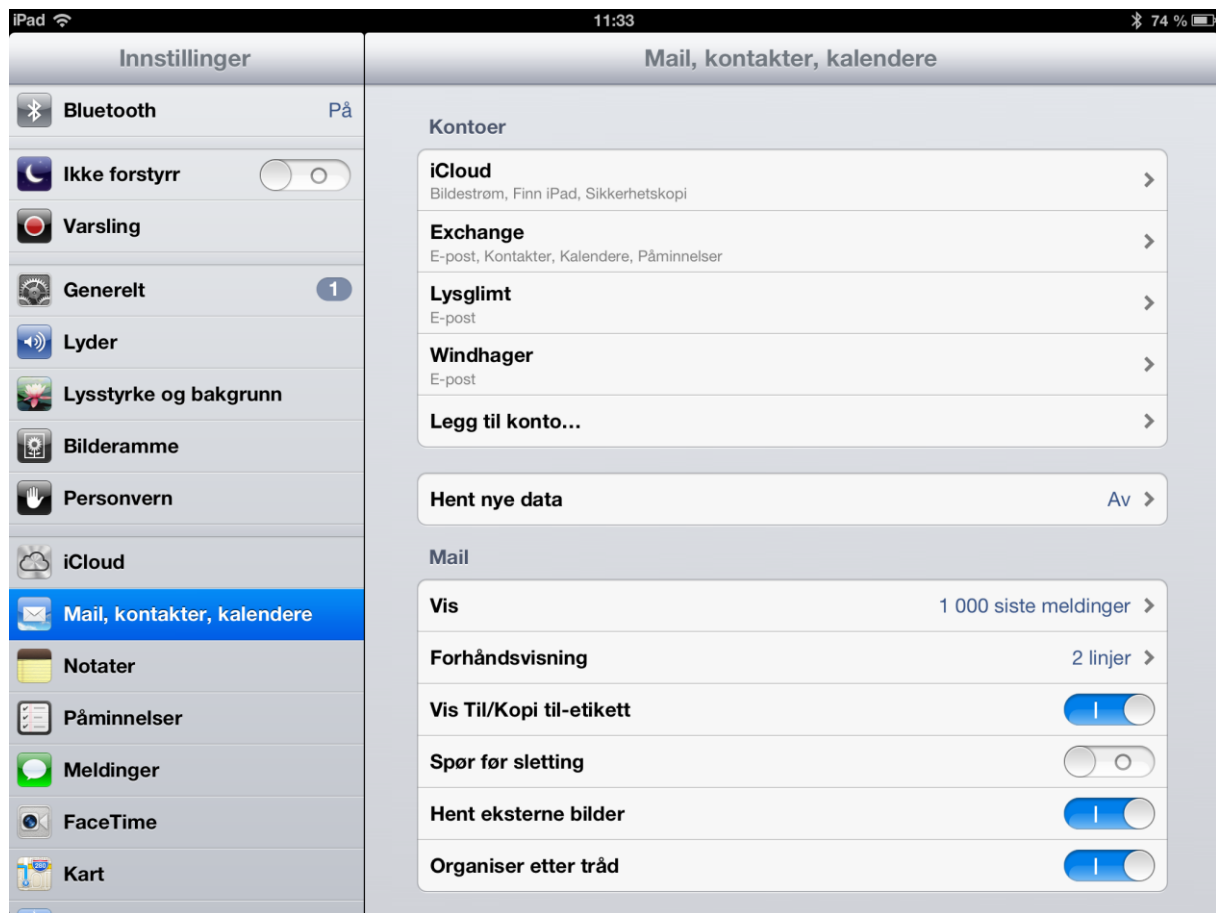 iPad 11:33 74 %
Innstillinger
Bluetooth På
Ikke forstyrr
Varsling
Generelt 1
Lyder
Lysstyrke og bakgrunn
Bilderamme
Personvern
iCloud
Mail, kontakter, kalendere
Notater
Påminnelser
Meldinger
FaceTime
Kart
Mail, kontakter, kalendere
Kontoer
iCloud
Bildestrøm, Finn iPad, Sikkerhetskopi
Exchange
E-post, Kontakter, Kalendere, Påminnelser
Lysglimt
E-post
Windhager
E-post
Legg til konto...
Hent nye data Av
Mail
Vis 1 000 siste meldinger
Forhåndsvisning 2 linjer
Vis Til/Kopi til-etikett
Spør før sletting
Hent eksterne bilder
Organiser etter tråd